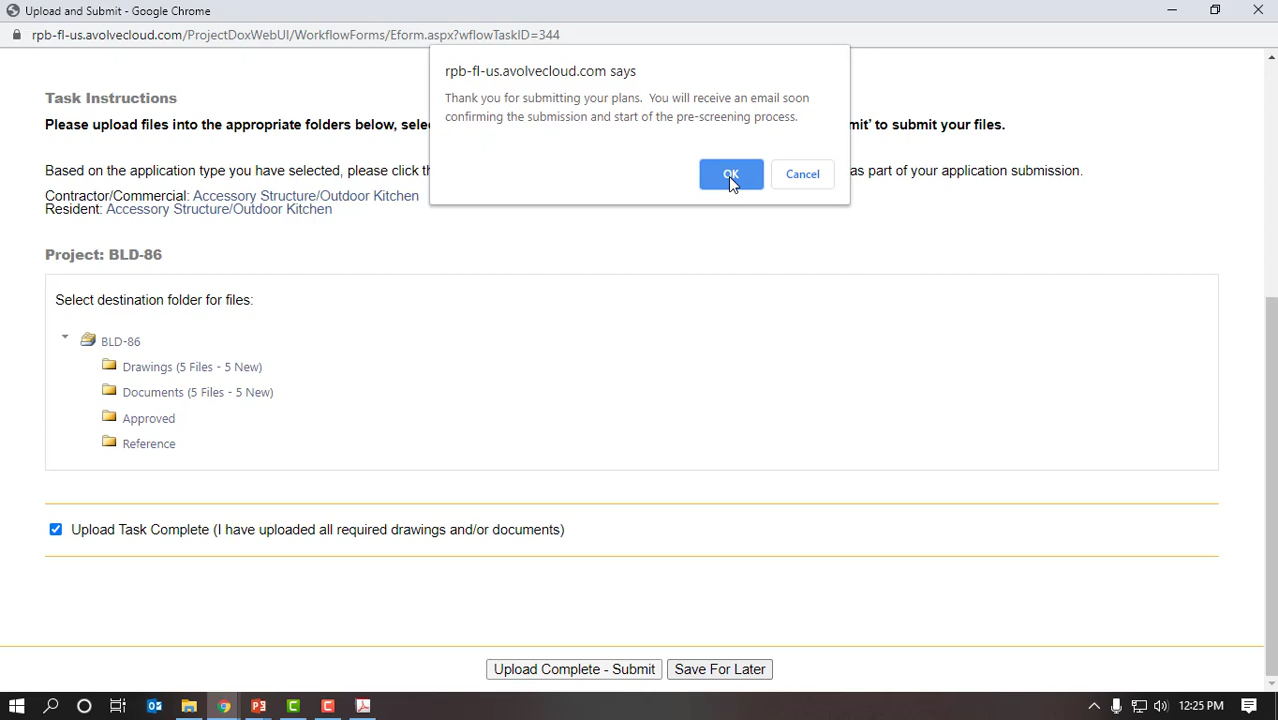 Upload and Submit - Google Chrome
rpb-fl-us.avolvecloud.com/ProjectDoxWebUI/WorkflowForms/Eform.aspx?wflowTaskID=344
rpb-fl-us.avolvecloud.com says
Thank you for submitting your plans. You will receive an email soon
confirming the submission and start of the pre-screening process.
OK
Cancel
Task Instructions
Please upload files into the appropriate folders below, sele mit' to submit your files.
Based on the application type you have selected, please click th as part of your application submission.
Contractor/Commercial: Accessory Structure/Outdoor Kitchen
Resident: Accessory Structure/Outdoor Kitchen
Project: BLD-86
Select destination folder for files:
BLD-86
Drawings (5 Files - 5 New)
Documents (5 Files - 5 New)
Approved
Reference
Upload Task Complete (I have uploaded all required drawings and/or documents)
Upload Complete - Submit
Save For Later
12:25 PM